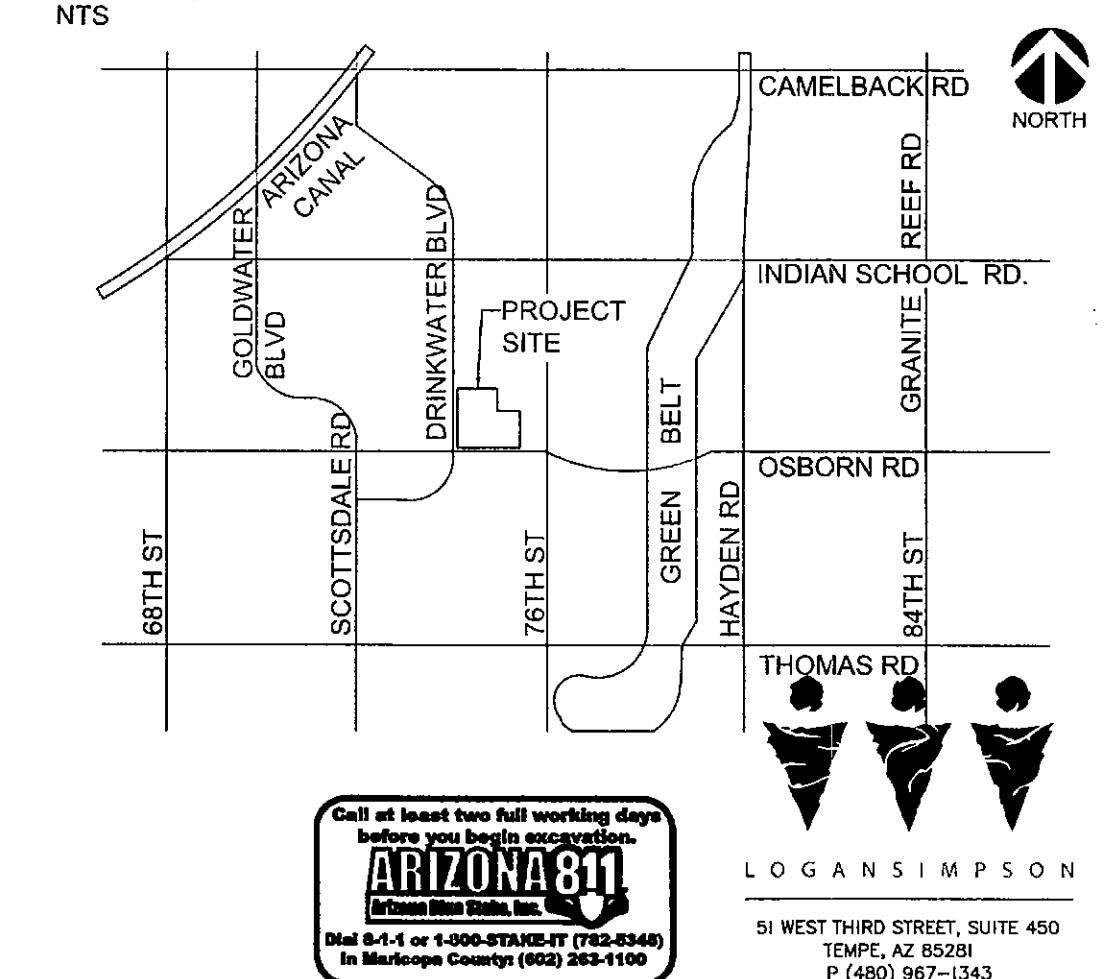 NTS
CAMELBACK RD
NORTH
ARIZONA
CANAL
GOLDWATER
BLVD
DRINKWATER BLVD
REEF RD
GRANITE
INDIAN SCHOOL RD.
PROJECT
SITE
GREEN BELT
OSBORN RD
SCOTTSDALE RD
68TH ST
76TH ST
HAYDEN RD
84TH ST
THOMAS RD
Call at least two full working days
before you begin excavation.
ARIZONA 811
Arizona Blue Stake, Inc.
Dial 8-1-1 or 1-800-STAKE-IT (782-5348)
In Maricopa County: (602) 263-1100
LOGANSIMPSON
51 WEST THIRD STREET, SUITE 450
TEMPE, AZ 85281
P (480) 967-1343